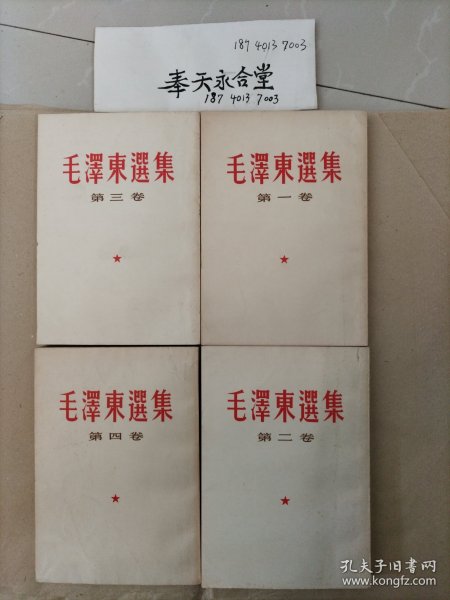 187 4013 7003
奉天永合堂
187 4013 7003
毛澤東選集
第三卷
毛澤東選集
第一卷
毛澤東選集
第四卷
毛澤東選集
第二卷
孔夫子旧书网
www.kongfz.com